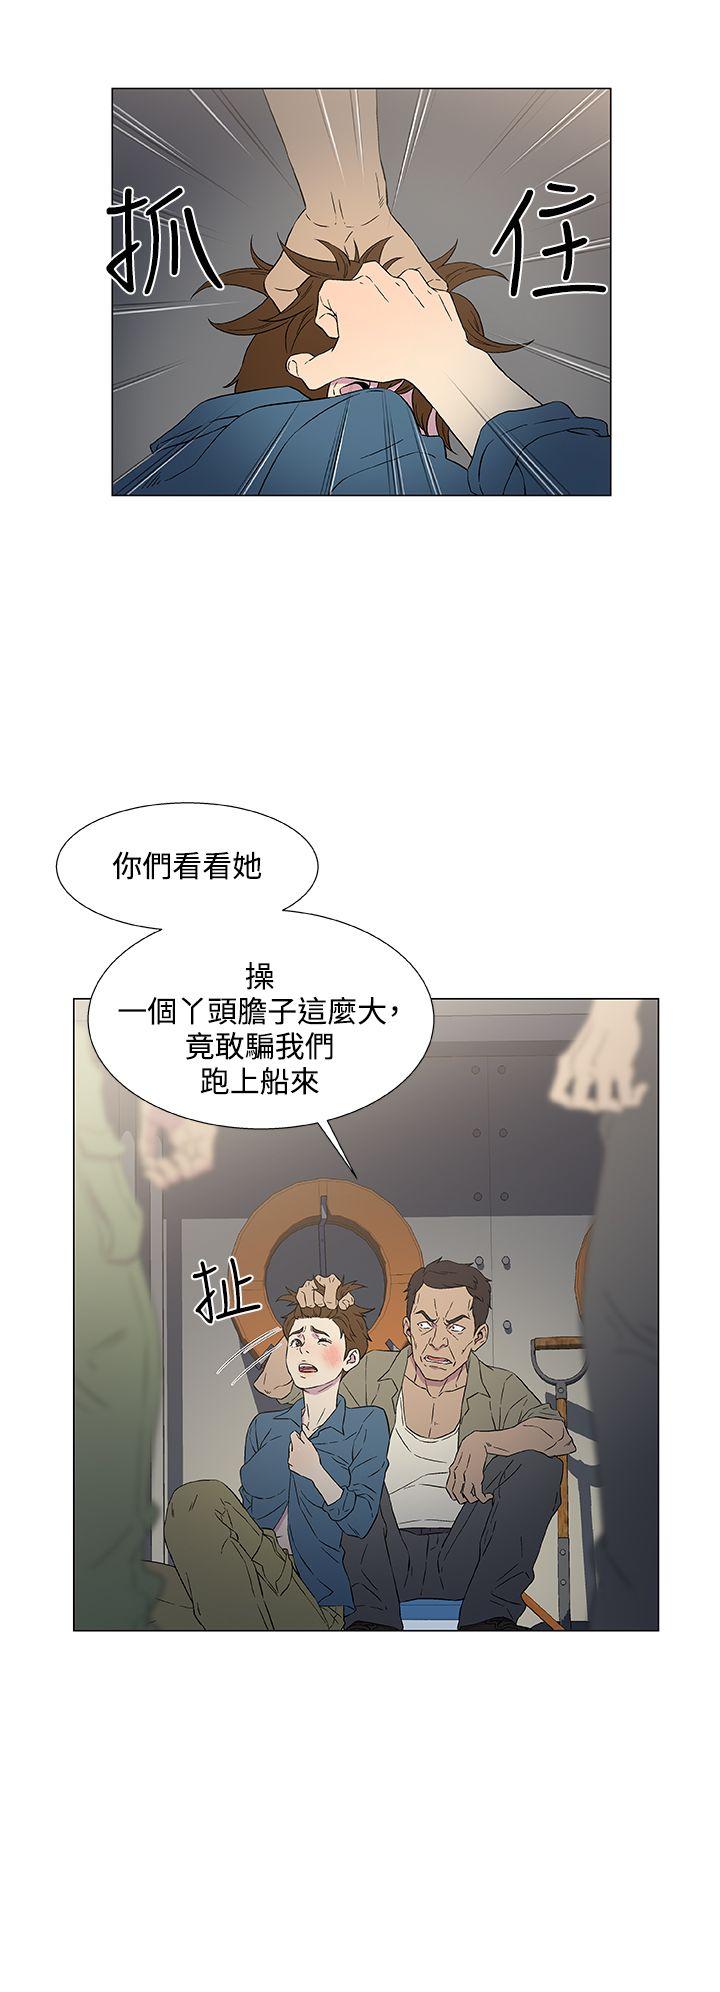 抓住
你們看看她
操
一個丫頭膽子這麼大，
竟敢騙我們
跑上船來
扯